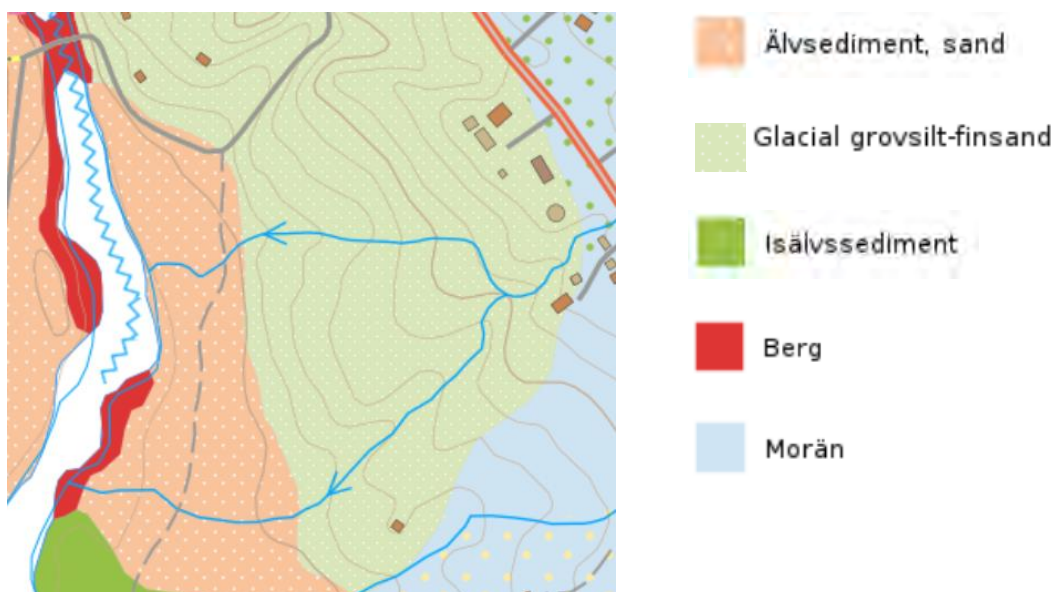 Älvsediment, sand
Glacial grovsilt-finsand
Isälvssediment
Berg
Morän